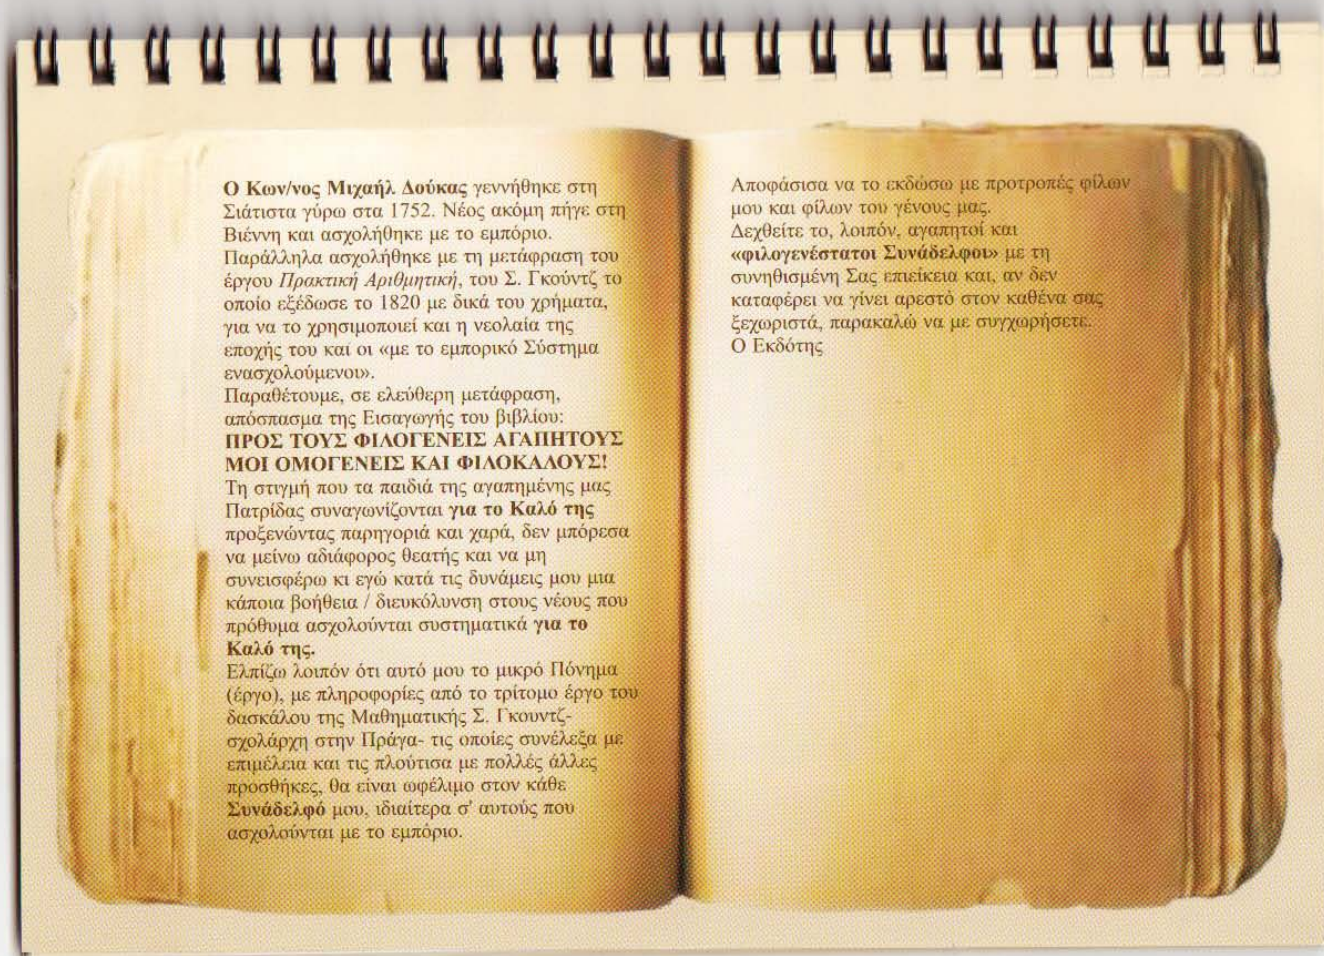 Ο Κων/νος Μιχαήλ Δούκας γεννήθηκε στη
Σιάτιστα γύρω στα 1752. Νέος ακόμη πήγε στη
Βιέννη και ασχολήθηκε με το εμπόριο.
Παράλληλα ασχολήθηκε με τη μετάφραση του
έργου Πρακτική Αριθμητική, του Σ. Γκούντζ το
οποίο εξέδωσε το 1820 με δικά του χρήματα,
για να το χρησιμοποιεί και η νεολαία της
εποχής του και οι «με το εμπορικό Σύστημα
ενασχολούμενοι».
Παραθέτουμε, σε ελεύθερη μετάφραση,
απόσπασμα της Εισαγωγής του βιβλίου:
ΠΡΟΣ ΤΟΥΣ ΦΙΛΟΓΕΝΕΙΣ ΑΓΑΠΗΤΟΥΣ
ΜΟΙ ΟΜΟΓΕΝΕΙΣ ΚΑΙ ΦΙΛΟΚΑΛΟΥΣ!
Τη στιγμή που τα παιδιά της αγαπημένης μας
Πατρίδας συναγωνίζονται για το Καλό της
προξενώντας παρηγοριά και χαρά, δεν μπόρεσα
να μείνω αδιάφορος θεατής και να μη
συνεισφέρω κι εγώ κατά τις δυνάμεις μου μια
κάποια βοήθεια / διευκόλυνση στους νέους που
πρόθυμα ασχολούνται συστηματικά για το
Καλό της.
Ελπίζω λοιπόν ότι αυτό μου το μικρό Πόνημα
(έργο), με πληροφορίες από το τρίτομο έργο του
δασκάλου της Μαθηματικής Σ. Γκουντζ-
σχολάρχη στην Πράγα- τις οποίες συνέλεξα με
επιμέλεια και τις πλούτισα με πολλές άλλες
προσθήκες, θα είναι ωφέλιμο στον κάθε
Συνάδελφό μου, ιδιαίτερα σ' αυτούς που
ασχολούνται με το εμπόριο.
Αποφάσισα να το εκδώσω με προτροπές φίλων
μου και φίλων του γένους μας.
Δεχθείτε το, λοιπόν, αγαπητοί και
«φιλογενέστατοι Συνάδελφοι» με τη
συνηθισμένη Σας επιείκεια και, αν δεν
καταφέρει να γίνει αρεστό στον καθένα σας
ξεχωριστά, παρακαλώ να με συγχωρήσετε.
Ο Εκδότης